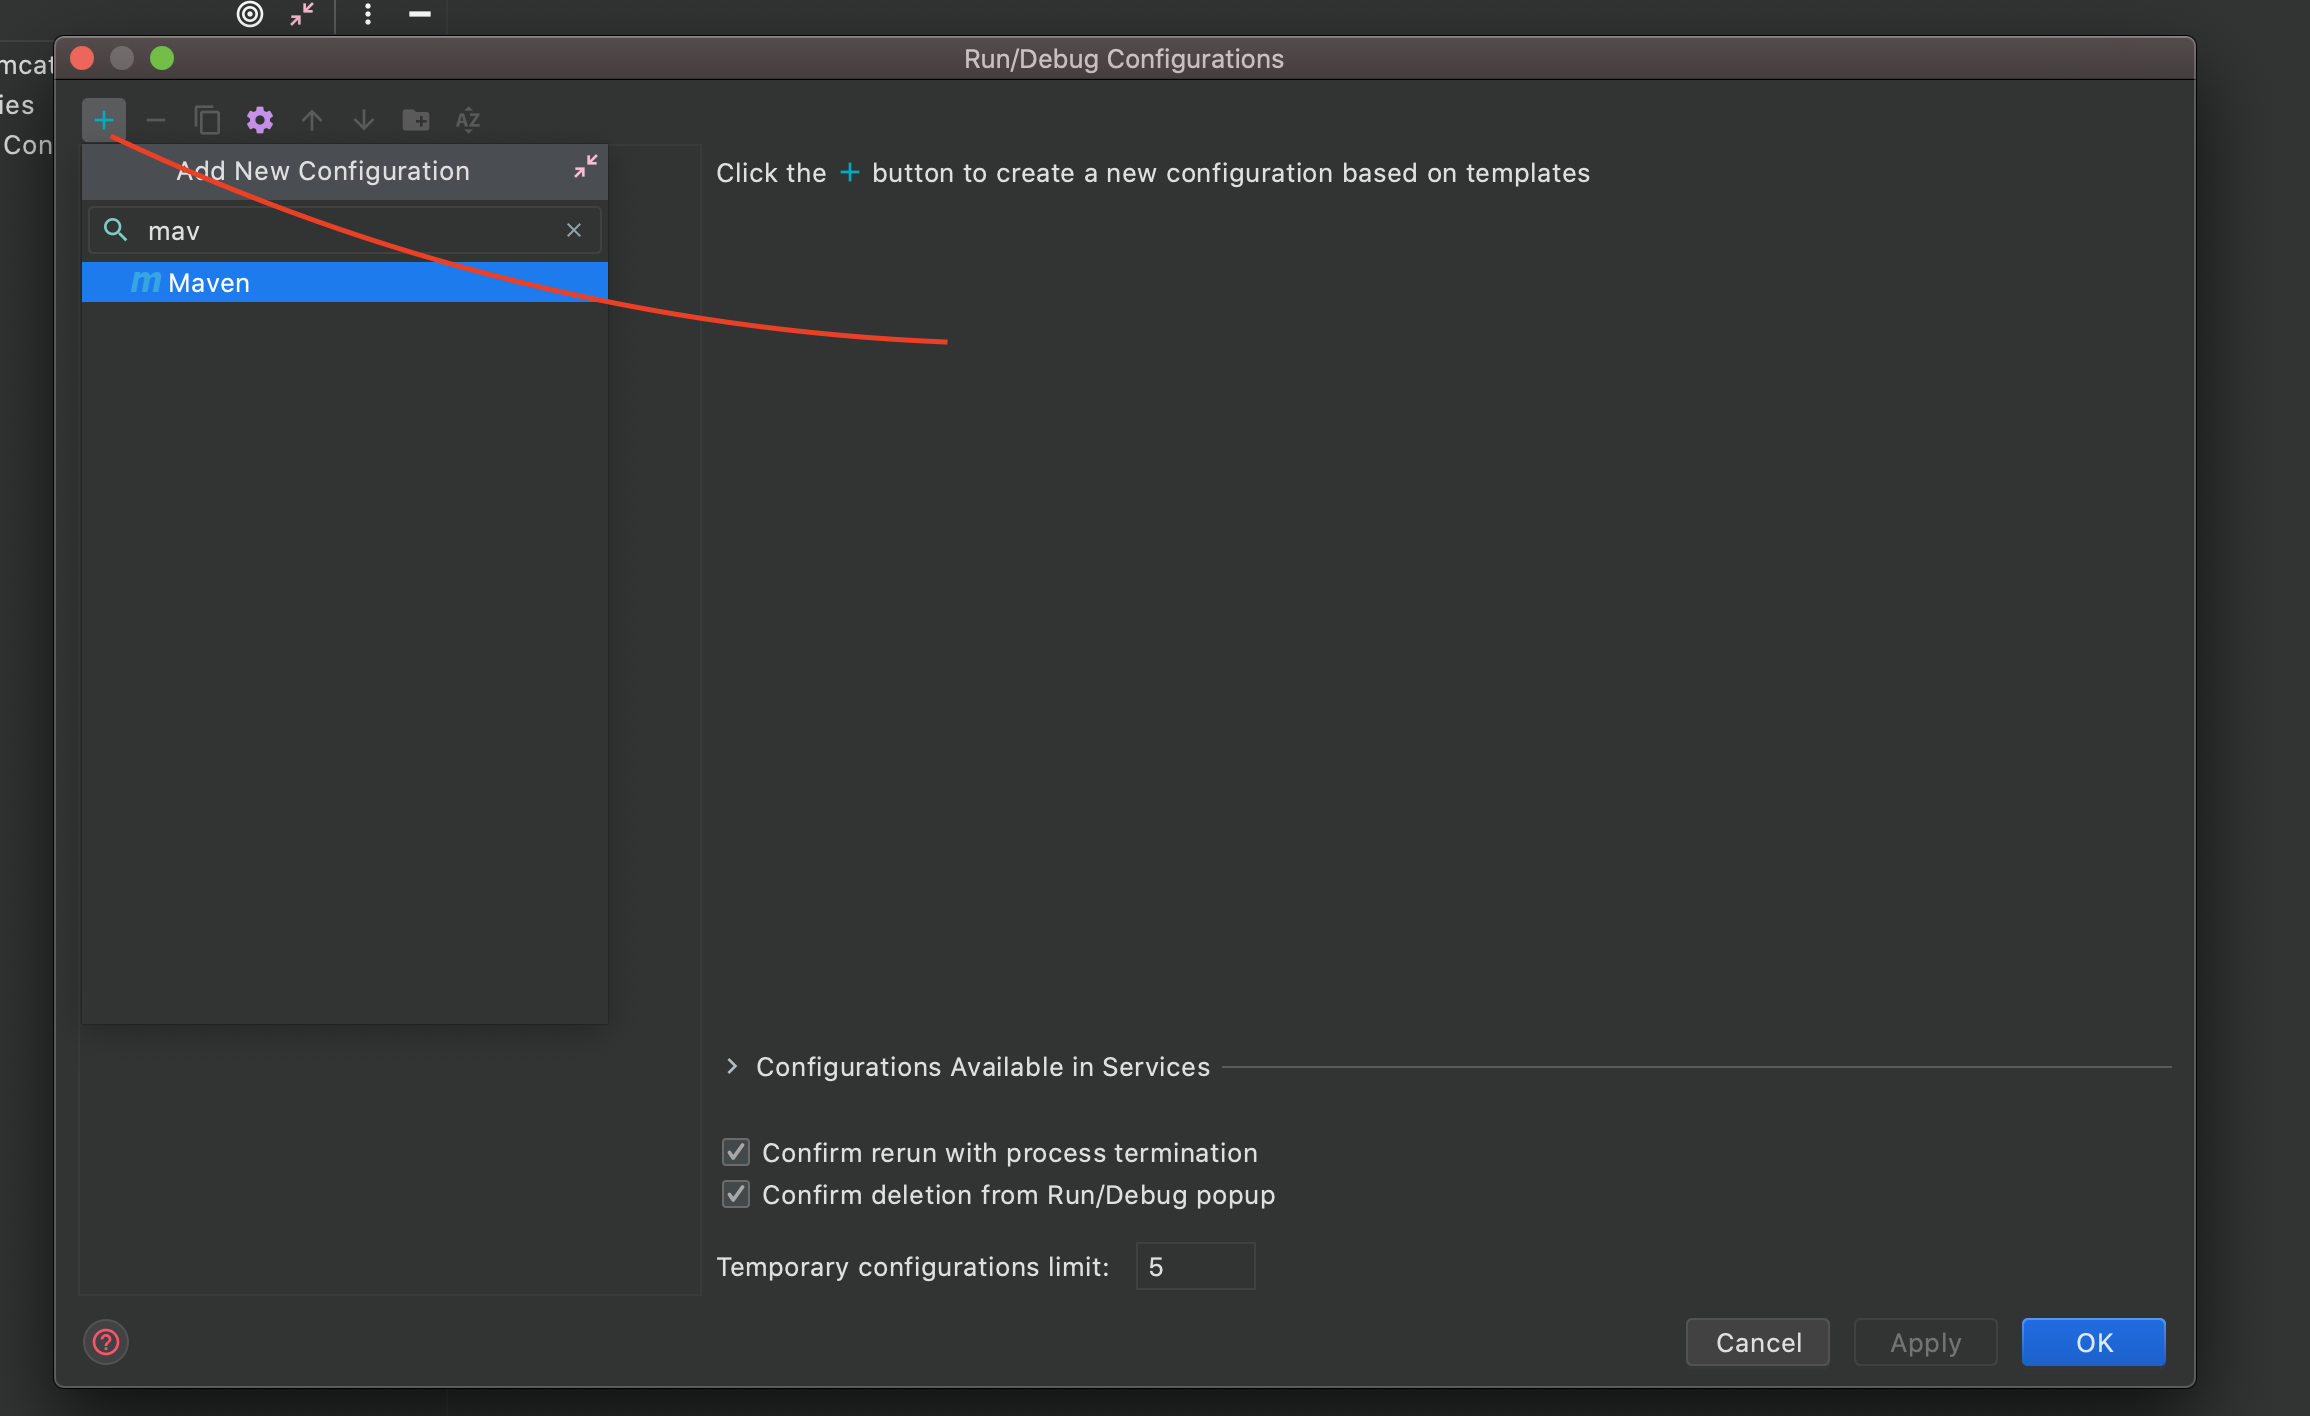 Run/Debug Configurations
mcat
ies
Con
AZ
Add New Configuration
mav
m Maven
Click the + button to create a new configuration based on templates
Configurations Available in Services
Confirm rerun with process termination
Confirm deletion from Run/Debug popup
Temporary configurations limit: 5
?
Cancel
Apply
OK